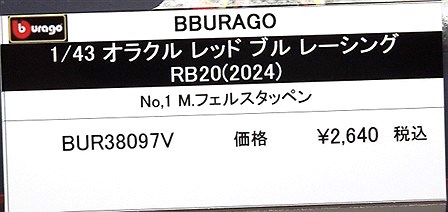 burago
BBURAGO
1/43 オラクル レッド ブル レーシング
RB20(2024)
No,1 M.フェルスタッペン
BUR38097V 価格 ¥2,640 税込